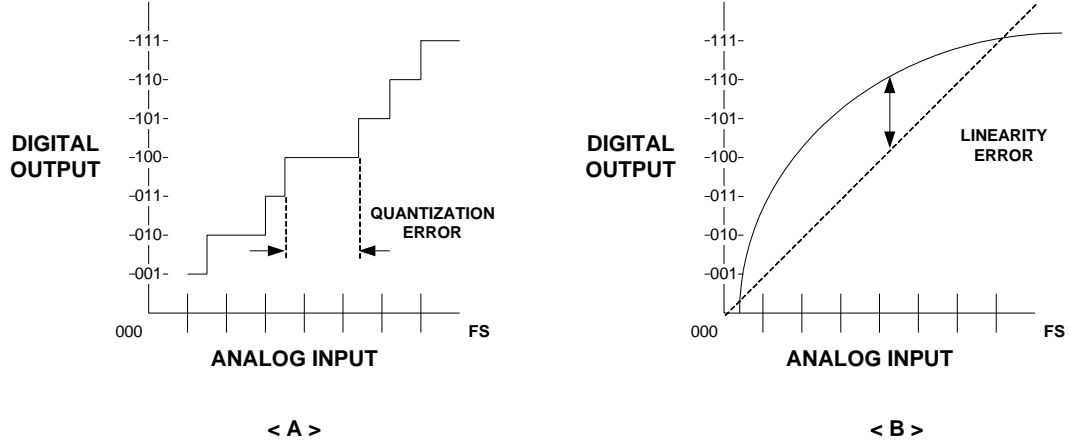 -111-
-110-
-101-
-100-
-011-
-010-
-001-
000
DIGITAL
OUTPUT
QUANTIZATION
ERROR
FS
ANALOG INPUT
< A >
-111-
-110-
-101-
-100-
-011-
-010-
-001-
000
DIGITAL
OUTPUT
LINEARITY
ERROR
FS
ANALOG INPUT
< B >